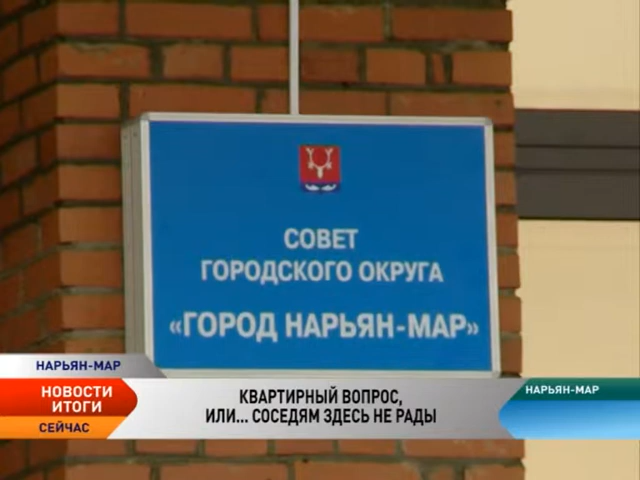 СОВЕТ
ГОРОДСКОГО ОКРУГА
«ГОРОД НАРЬЯН-МАР»
НАРЬЯН-МАР
НОВОСТИ
ИТОГИ
СЕЙЧАС
КВАРТИРНЫЙ ВОПРОС,
ИЛИ... СОСЕДЯМ ЗДЕСЬ НЕ РАДЫ
НАРЬЯН-МАР